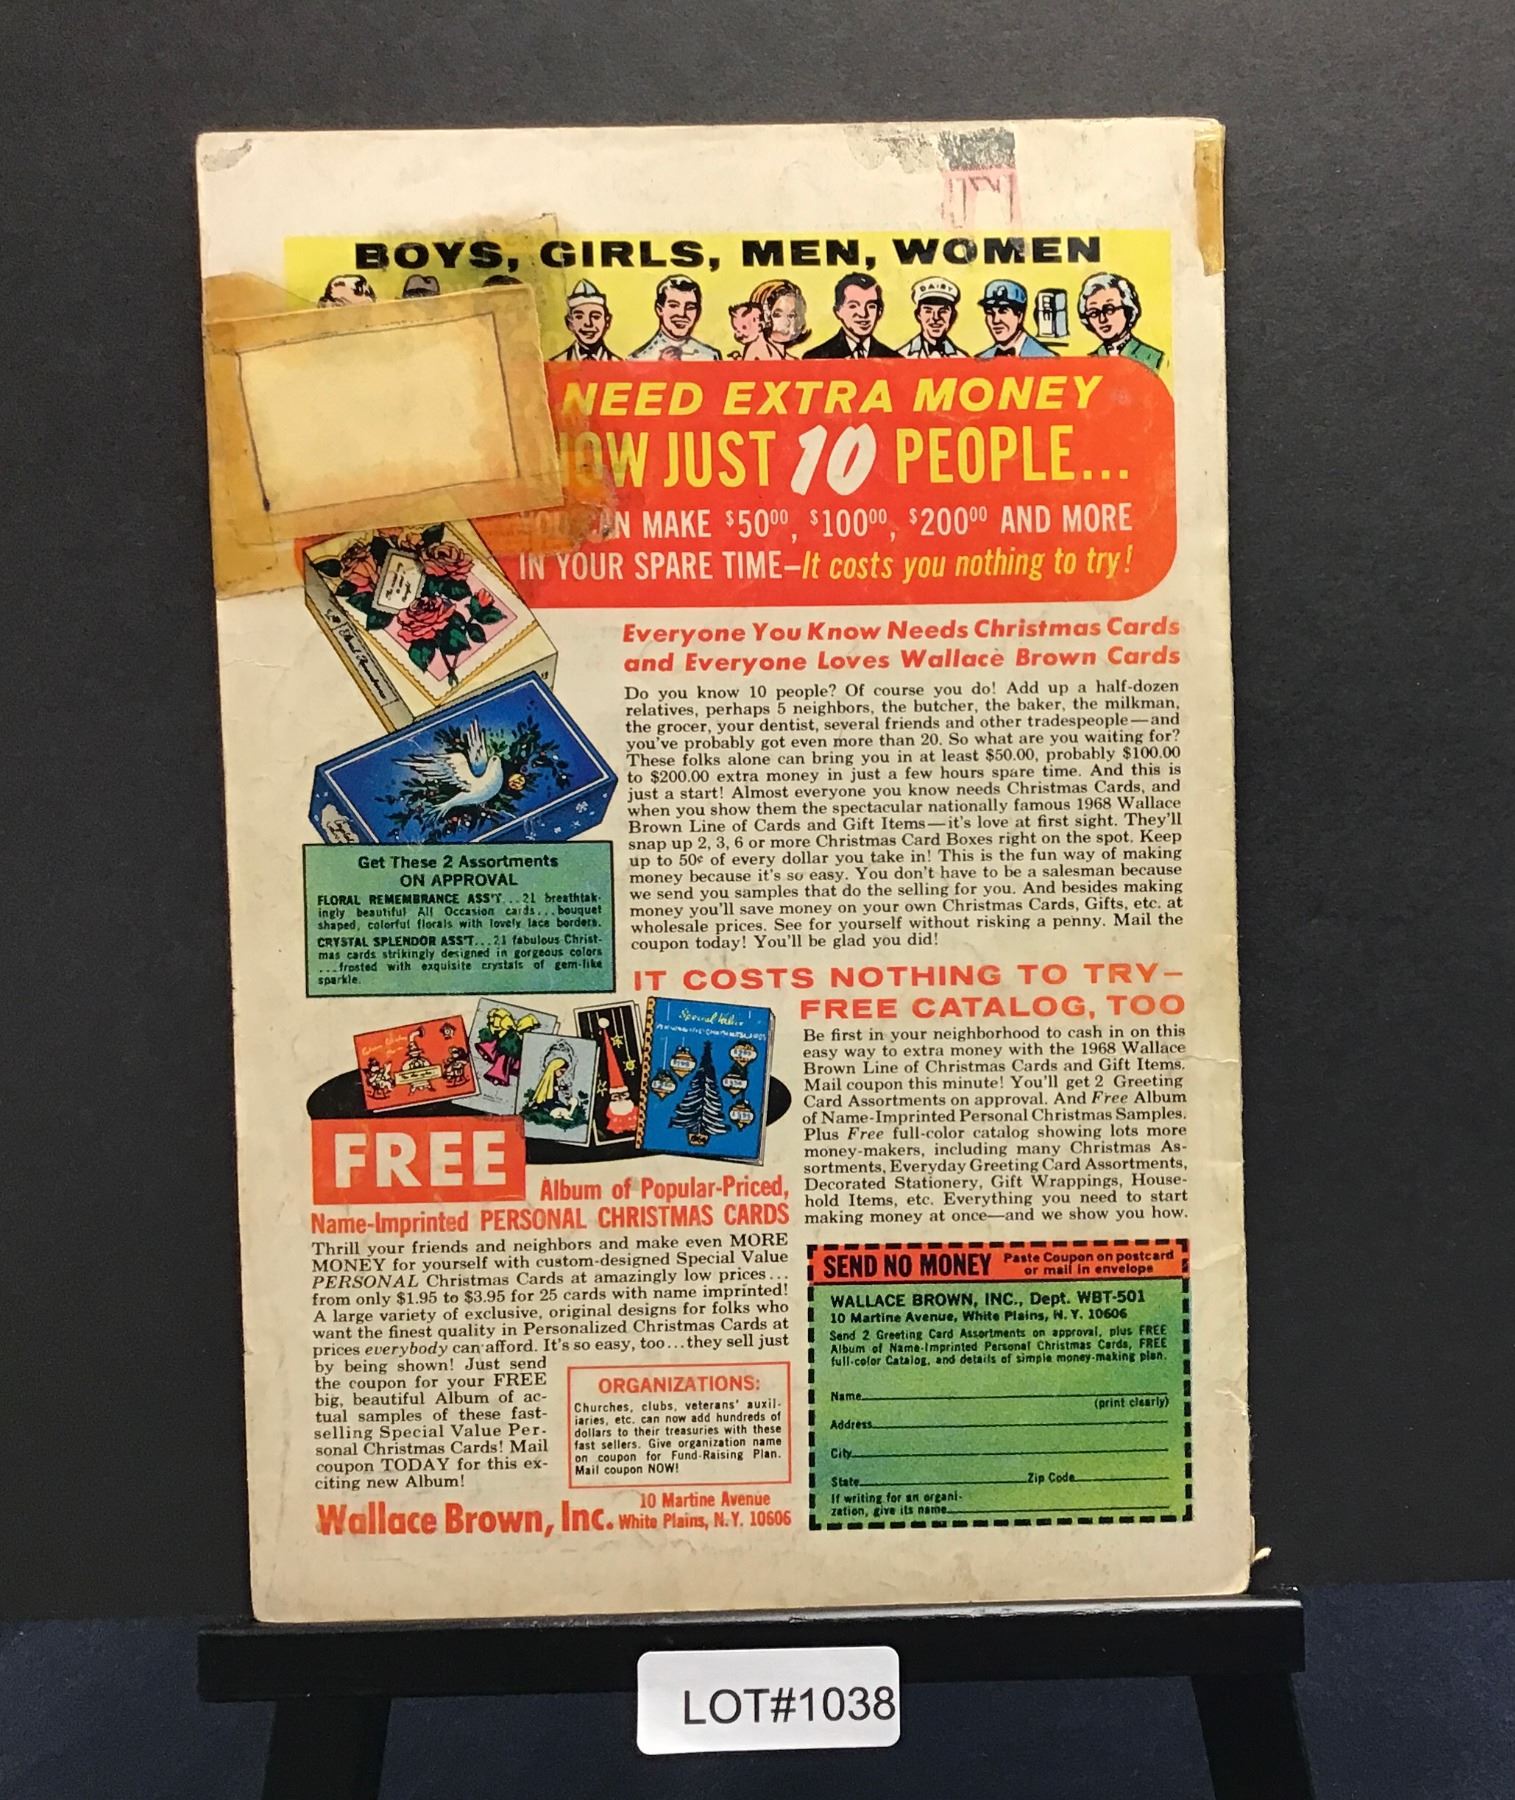 BOYS, GIRLS, MEN, WOMEN
DAIRY
NEED EXTRA MONEY
JUST 10 PEOPLE...
MAKE $50⁰⁰, $100⁰⁰, $200⁰⁰ AND MORE
IN YOUR SPARE TIME—It costs you nothing to try!
Everyone You Know Needs Christmas Cards
and Everyone Loves Wallace Brown Cards
Do you know 10 people? Of course you do! Add up a half-dozen
relatives, perhaps 5 neighbors, the butcher, the baker, the milkman,
the grocer, your dentist, several friends and other tradespeople—and
you've probably got even more than 20. So what are you waiting for?
These folks alone can bring you in at least $50.00, probably $100.00
to $200.00 extra money in just a few hours spare time. And this is
just a start! Almost everyone you know needs Christmas Cards, and
when you show them the spectacular nationally famous 1968 Wallace
Brown Line of Cards and Gift Items—it's love at first sight. They'll
snap up 2, 3, 6 or more Christmas Card Boxes right on the spot. Keep
up to 50¢ of every dollar you take in! This is the fun way of making
money because it's so easy. You don't have to be a salesman because
we send you samples that do the selling for you. And besides making
money you'll save money on your own Christmas Cards, Gifts, etc. at
wholesale prices. See for yourself without risking a penny. Mail the
coupon today! You'll be glad you did!
Get These 2 Assortments
ON APPROVAL
FLORAL REMEMBRANCE ASS'T...21 breathtak-
ingly beautiful All Occasion cards...bouquet
shaped, colorful florals with lovely lace borders.
CRYSTAL SPLENDOR ASS'T...21 fabulous Christ-
mas cards strikingly designed in gorgeous colors
...frosted with exquisite crystals of gem-like
sparkle.
IT COSTS NOTHING TO TRY—
FREE CATALOG, TOO
Be first in your neighborhood to cash in on this
easy way to extra money with the 1968 Wallace
Brown Line of Christmas Cards and Gift Items.
Mail coupon this minute! You'll get 2 Greeting
Card Assortments on approval. And Free Album
of Name-Imprinted Personal Christmas Samples.
Plus Free full-color catalog showing lots more
money-makers, including many Christmas As-
sortments, Everyday Greeting Card Assortments,
Decorated Stationery, Gift Wrappings, House-
hold Items, etc. Everything you need to start
making money at once—and we show you how.
Special Value
FREE
Album of Popular-Priced,
Name-Imprinted PERSONAL CHRISTMAS CARDS
Thrill your friends and neighbors and make even MORE
MONEY for yourself with custom-designed Special Value
PERSONAL Christmas Cards at amazingly low prices...
from only $1.95 to $3.95 for 25 cards with name imprinted!
A large variety of exclusive, original designs for folks who
want the finest quality in Personalized Christmas Cards at
prices everybody can afford. It's so easy, too...they sell just
by being shown! Just send
the coupon for your FREE
big, beautiful Album of ac-
tual samples of these fast-
selling Special Value Per-
sonal Christmas Cards! Mail
coupon TODAY for this ex-
citing new Album!
ORGANIZATIONS:
Churches, clubs, veterans' auxil-
iaries, etc. can now add hundreds of
dollars to their treasuries with these
fast sellers. Give organization name
on coupon for Fund-Raising Plan.
Mail coupon NOW!
Wallace Brown, Inc. 10 Martine Avenue
White Plains, N.Y. 10606
SEND NO MONEY Paste Coupon on postcard
or mail in envelope
WALLACE BROWN, INC., Dept. WBT-501
10 Martine Avenue, White Plains, N. Y. 10606
Send 2 Greeting Card Assortments on approval, plus FREE
Album of Name-Imprinted Personal Christmas Cards, FREE
full-color Catalog, and details of simple money-making plan.
Name
(print clearly)
Address
City
State Zip Code
If writing for an organi-
zation, give its name
LOT#1038